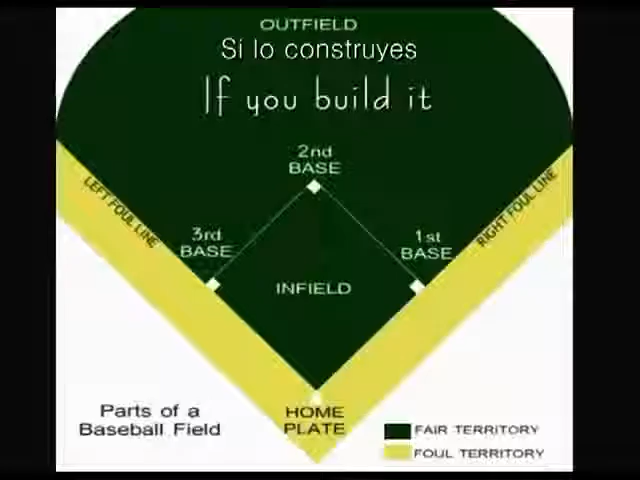 OUTFIELD
Sí lo construyes
If you build it
2nd
BASE
LEFT FOUL LINE
RIGHT FOUL LINE
3rd
BASE
1st
BASE
INFIELD
Parts of a
Baseball Field
HOME
PLATE
FAIR TERRITORY
FOUL TERRITORY